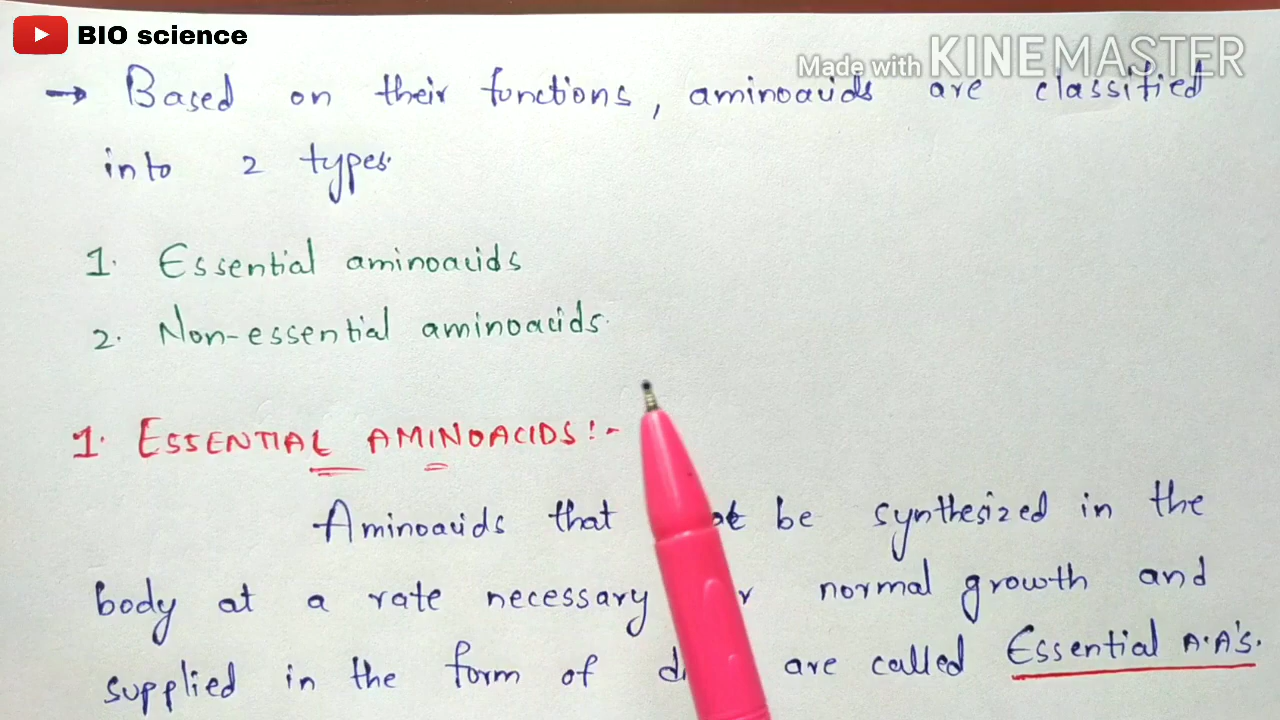 BIO science
Made with KINEMASTER
→ Based on their functions, aminoacids are classified
into 2 types.
1. Essential aminoacids
2. Non-essential aminoacids.
1. ESSENTIAL AMINOACIDS:-
Aminoacids that be synthesized in the
body at a rate necessary normal growth and
supplied in the form of are called Essential A.A's.